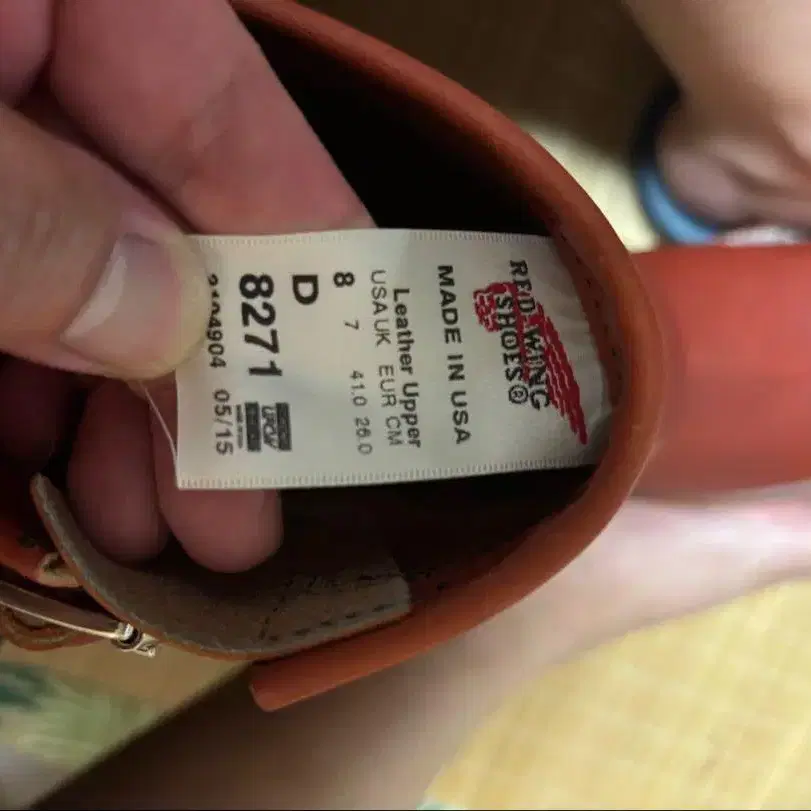 RED WING
SHOES®
MADE IN USA
Leather Upper
USA UK EUR CM
8 7 41.0 26.0
D
8271
4904 05/15